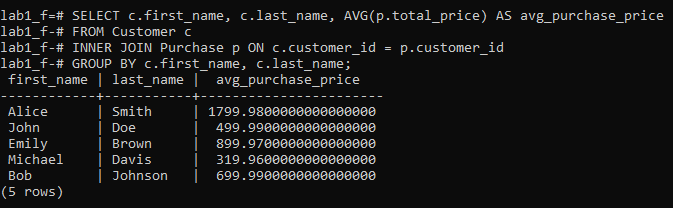 lab1_f=# SELECT c.first_name, c.last_name, AVG(p.total_price) AS avg_purchase_price
lab1_f-# FROM Customer c
lab1_f-# INNER JOIN Purchase p ON c.customer_id = p.customer_id
lab1_f-# GROUP BY c.first_name, c.last_name;
 first_name | last_name |  avg_purchase_price
------------+-----------+-----------------------
 Alice      | Smith     | 1799.9800000000000000
 John       | Doe       | 499.9900000000000000
 Emily      | Brown     | 899.9700000000000000
 Michael    | Davis     | 319.9600000000000000
 Bob        | Johnson   | 699.9900000000000000
(5 rows)